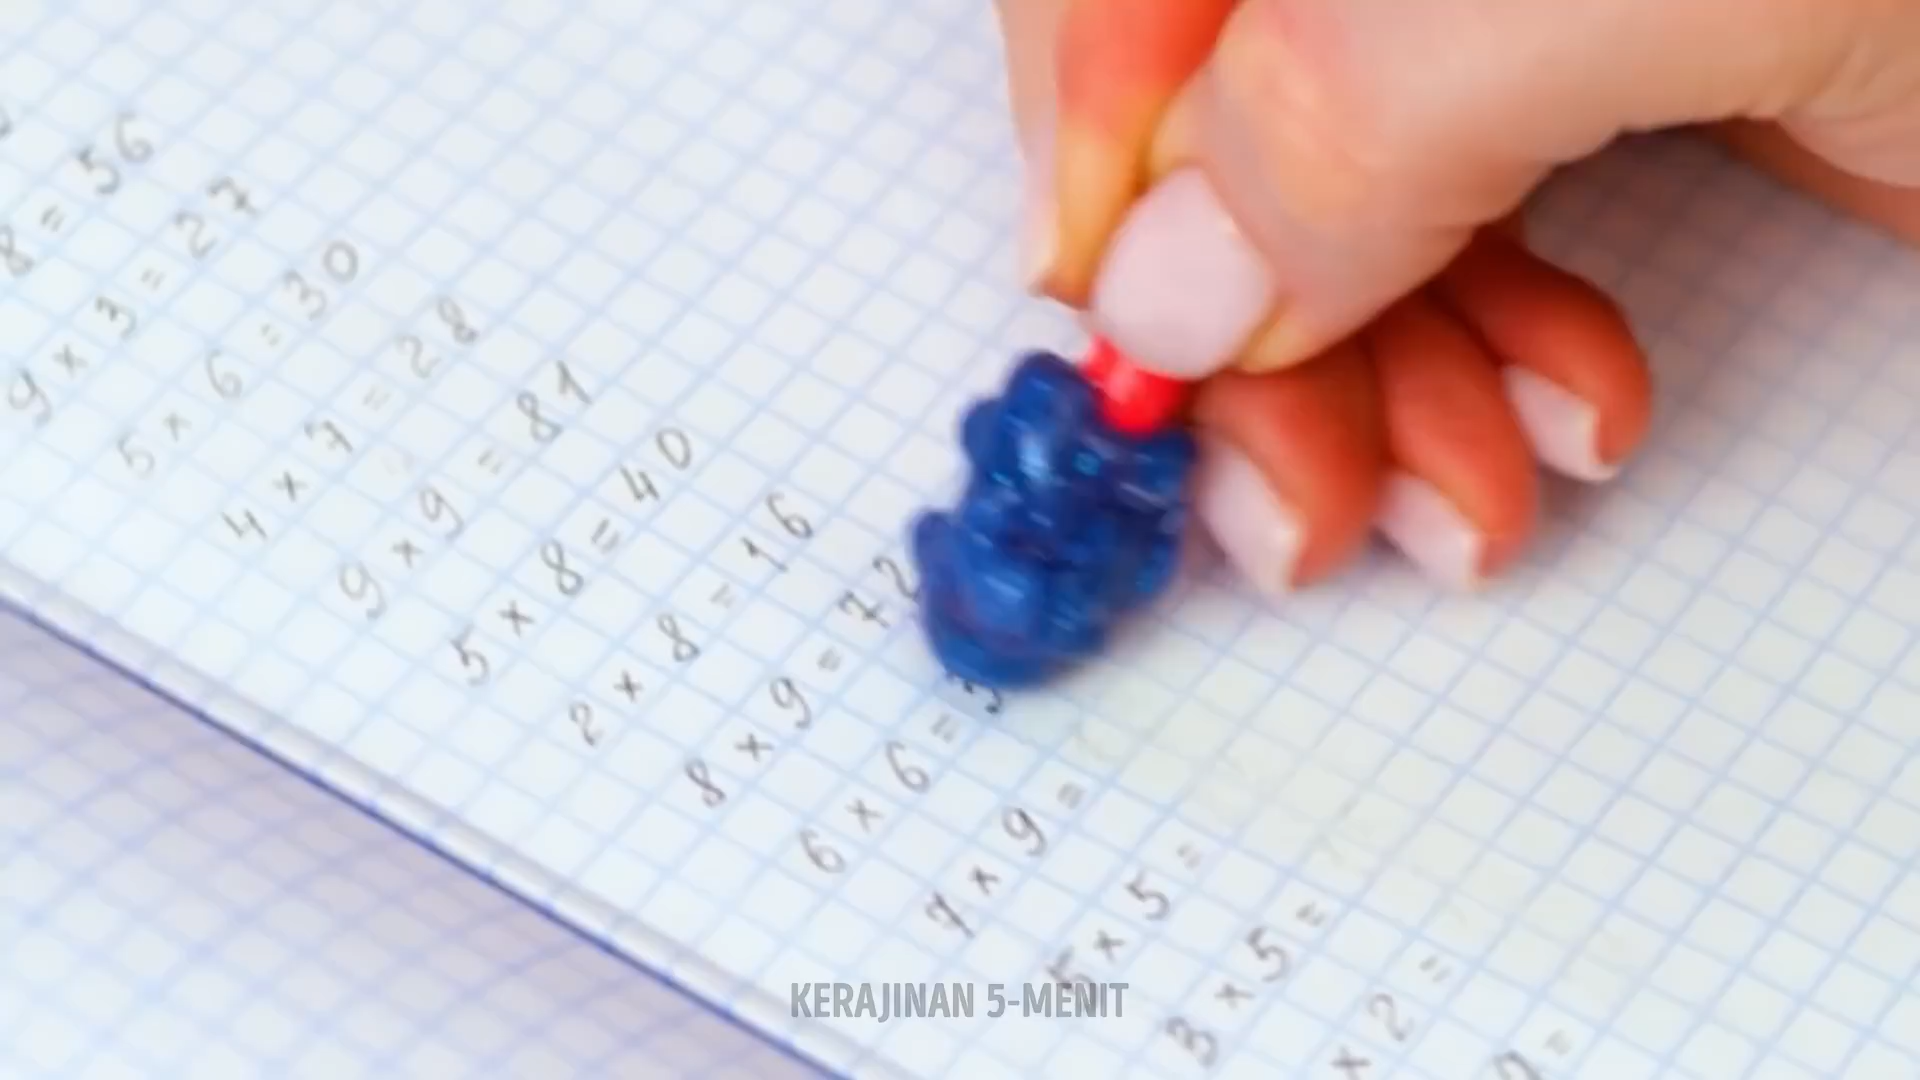 8 = 56
9 × 3 = 27
5 × 6 = 30
4 × 7 = 28
9 × 9 = 81
5 × 8 = 40
2 × 8 = 16
8 × 9 = 72
6 × 6 = 3
7 × 9 =
5 × 5 =
3 × 5 =
× 2 =
KERAJINAN 5-MENIT